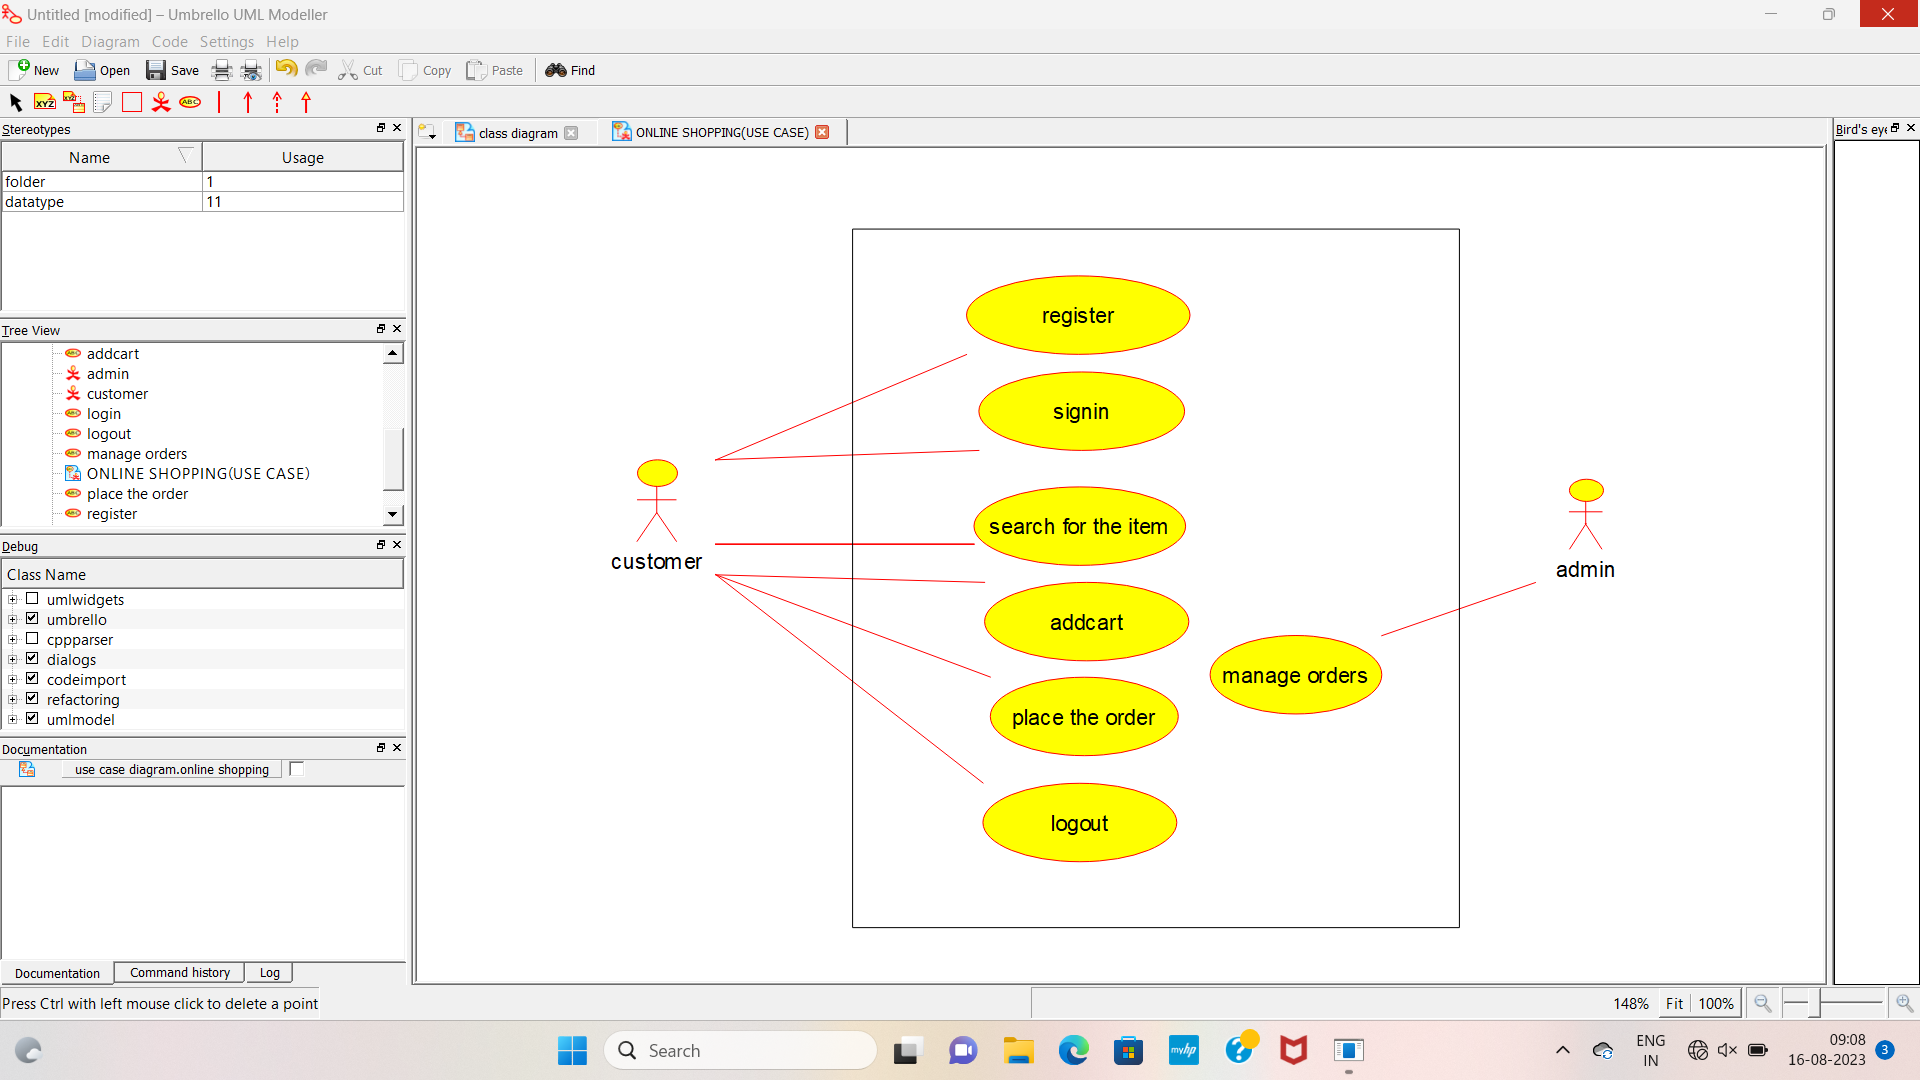 Untitled [modified] – Umbrello UML Modeller
File Edit Diagram Code Settings Help
New Open Save Cut Copy Paste Find
XYZ XYZ ABC
Stereotypes
Name Usage
folder 1
datatype 11
Tree View
addcart
admin
customer
login
logout
manage orders
ONLINE SHOPPING(USE CASE)
place the order
register
Debug
Class Name
umlwidgets
umbrello
cppparser
dialogs
codeimport
refactoring
umlmodel
Documentation
use case diagram.online shopping
Documentation Command history Log
Press Ctrl with left mouse click to delete a point
class diagram ONLINE SHOPPING(USE CASE)
register
signin
search for the item
addcart
place the order
logout
manage orders
customer
admin
Bird's eye
148% Fit 100%
Search
myhp
ENG
IN
09:08
16-08-2023
3